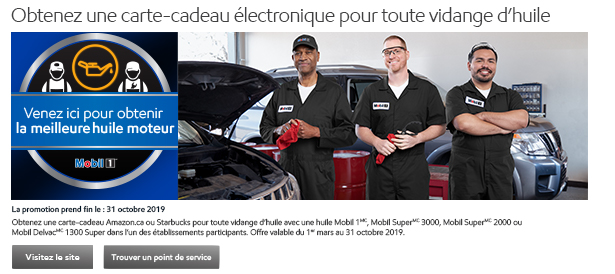 Obtenez une carte-cadeau électronique pour toute vidange d'huile
Venez ici pour obtenir
la meilleure huile moteur
Mobil 1
La promotion prend fin le : 31 octobre 2019
Obtenez une carte-cadeau Amazon.ca ou Starbucks pour toute vidange d'huile avec une huile Mobil 1MC, Mobil SuperMC 3000, Mobil SuperMC 2000 ou
Mobil DelvacMC 1300 Super dans l'un des établissements participants. Offre valable du 1er mars au 31 octobre 2019.
Visitez le site
Trouver un point de service